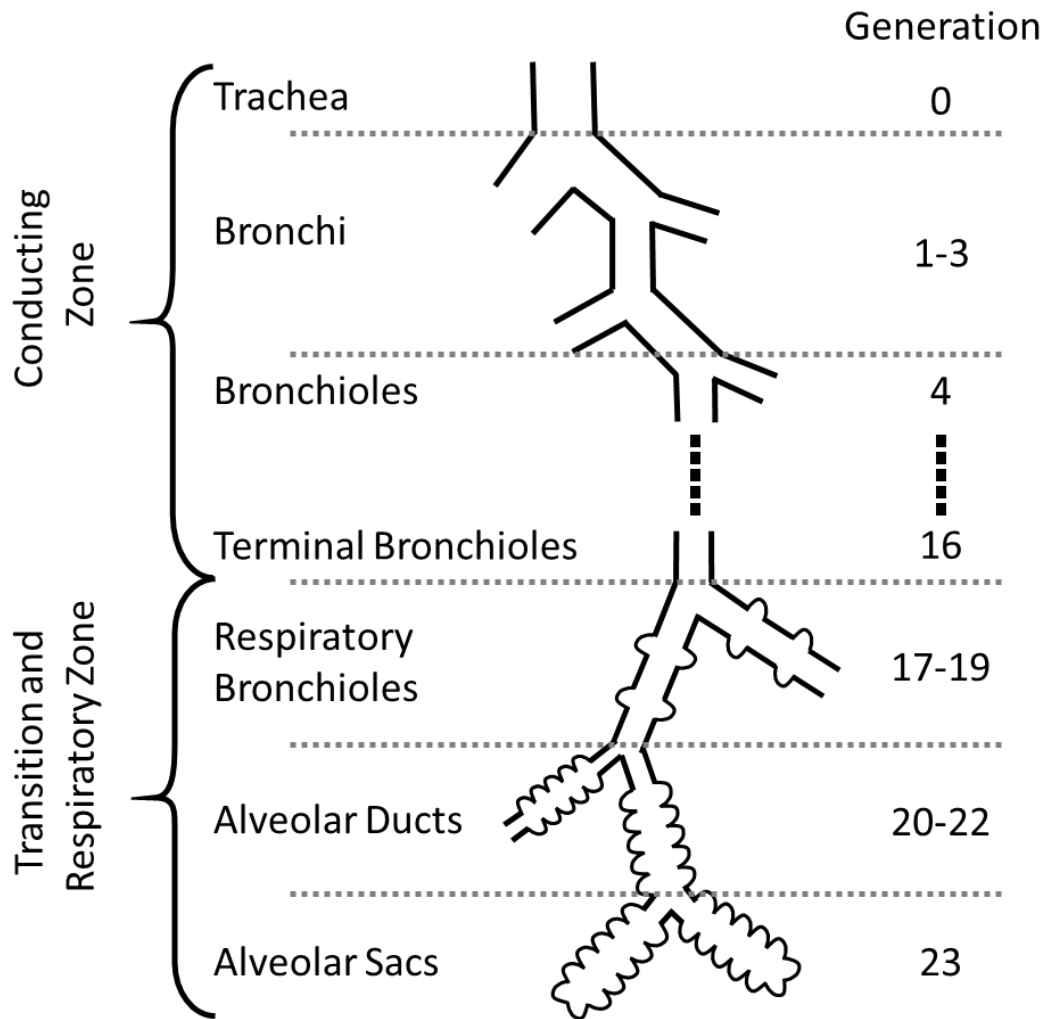 Generation
Conducting
Zone
Trachea
0
Bronchi
1-3
Bronchioles
4
Terminal Bronchioles
16
Transition and
Respiratory Zone
Respiratory
Bronchioles
17-19
Alveolar Ducts
20-22
Alveolar Sacs
23